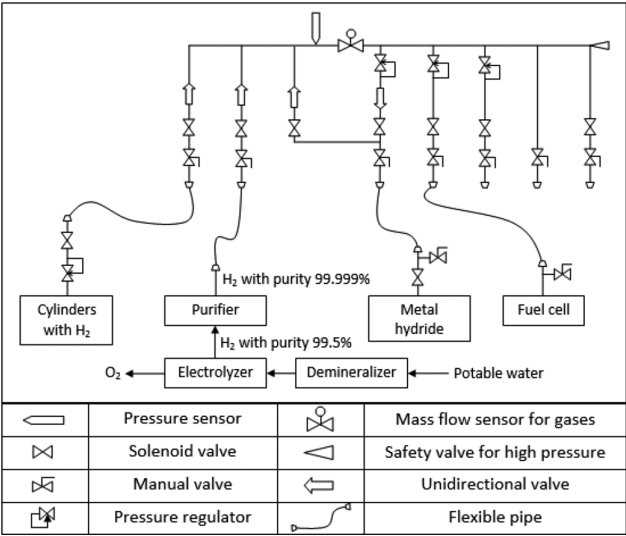 H₂ with purity 99.999%
Cylinders
with H₂
Purifier
Metal
hydride
Fuel cell
H₂ with purity 99.5%
O₂
Electrolyzer
Demineralizer
Potable water
Pressure sensor
Mass flow sensor for gases
Solenoid valve
Safety valve for high pressure
Manual valve
Unidirectional valve
Pressure regulator
Flexible pipe